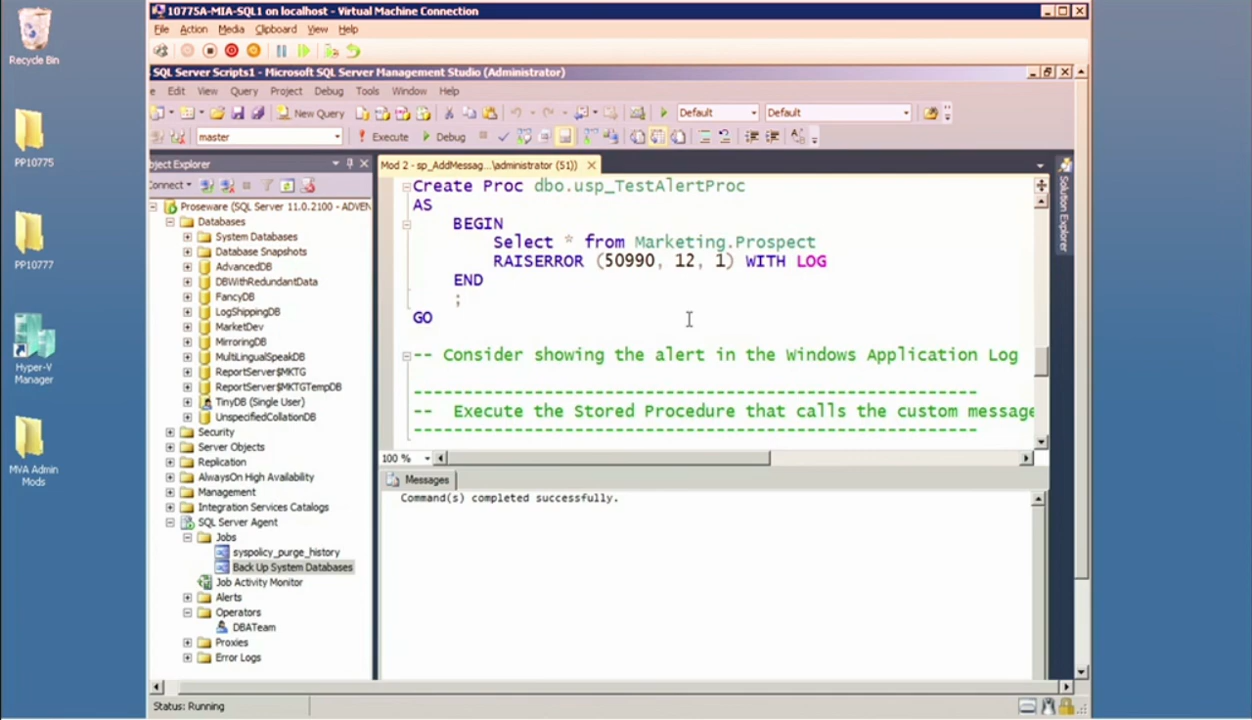 Recycle Bin
PP10775
PP10777
Hyper-V
Manager
MVA Admin
Mods
10775A-MIA-SQL1 on localhost - Virtual Machine Connection
File Action Media Clipboard View Help
SQL Server Scripts1 - Microsoft SQL Server Management Studio (Administrator)
e Edit View Query Project Debug Tools Window Help
New Query
Default
Default
master
Execute
Debug
bject Explorer
Connect
Proseware (SQL Server 11.0.2100 - ADVEN
Databases
System Databases
Database Snapshots
AdvancedDB
DBWithRedundantData
FancyDB
LogShippingDB
MarketDev
MirroringDB
MultiLingualSpeakDB
ReportServer$MKTG
ReportServer$MKTGTempDB
TinyDB (Single User)
UnspecifiedCollationDB
Security
Server Objects
Replication
AlwaysOn High Availability
Management
Integration Services Catalogs
SQL Server Agent
Jobs
syspolicy_purge_history
Back Up System Databases
Job Activity Monitor
Alerts
Operators
DBATeam
Proxies
Error Logs
Mod 2 - sp_AddMessag...\administrator (51))
Create Proc dbo.usp_TestAlertProc
AS
BEGIN
Select * from Marketing.Prospect
RAISERROR (50990, 12, 1) WITH LOG
END
;
GO
-- Consider showing the alert in the Windows Application Log
--------------------------------------------------------
-- Execute the Stored Procedure that calls the custom message
--------------------------------------------------------
100 %
Messages
Command(s) completed successfully.
Solution Explorer
Status: Running